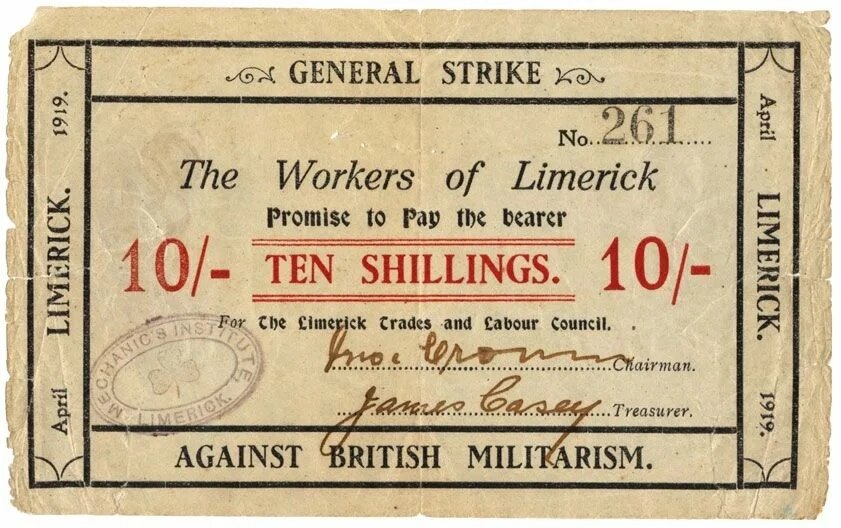 GENERAL STRIKE
No. 261
The Workers of Limerick
Promise to Pay the bearer
10/- TEN SHILLINGS. 10/-
For The Limerick Trades and Labour Council.
Chairman.
James Casey Treasurer.
AGAINST BRITISH MILITARISM.
April LIMERICK. 1919.
April LIMERICK. 1919.
MECHANIC'S INSTITUTE
LIMERICK.